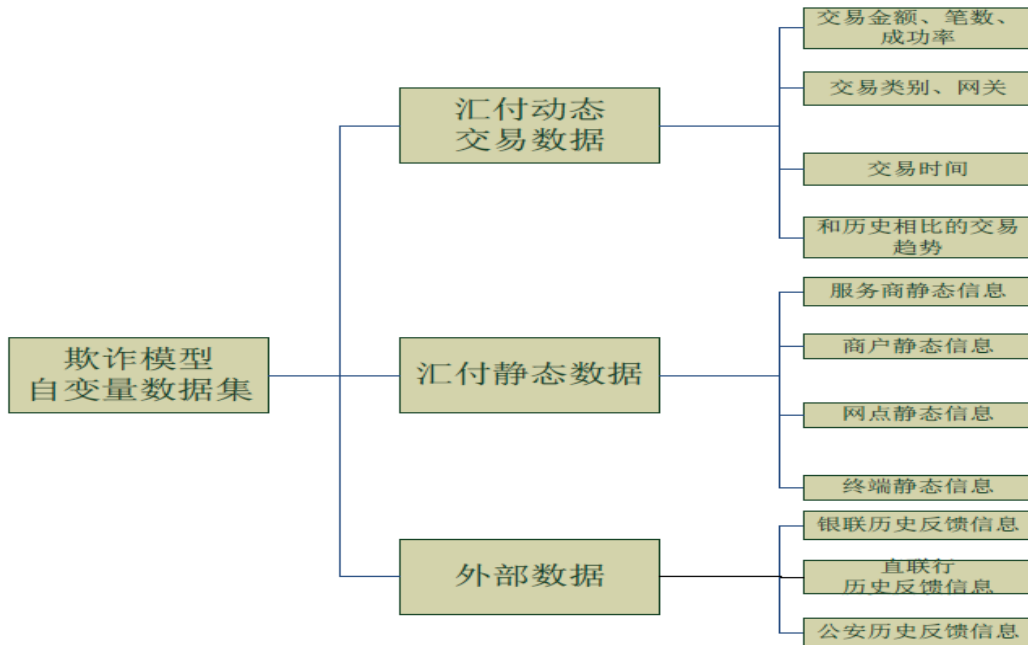 欺诈模型
自变量数据集
汇付动态
交易数据
交易金额、笔数、
成功率
交易类别、网关
交易时间
和历史相比的交易
趋势
汇付静态数据
服务商静态信息
商户静态信息
网点静态信息
终端静态信息
外部数据
银联历史反馈信息
直联行
历史反馈信息
公安历史反馈信息